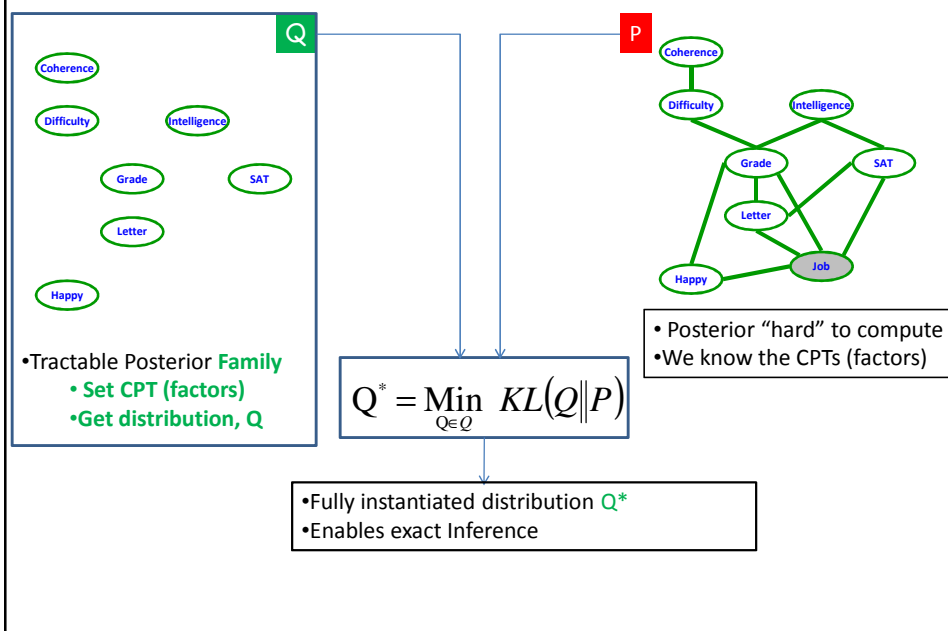 Q
Coherence
Difficulty
Intelligence
Grade
SAT
Letter
Happy
•Tractable Posterior Family
• Set CPT (factors)
•Get distribution, Q
P
Coherence
Difficulty
Intelligence
Grade
SAT
Letter
Job
Happy
• Posterior “hard” to compute
•We know the CPTs (factors)
Q* = Min KL(Q||P)
Q∈Q
•Fully instantiated distribution Q*
•Enables exact Inference